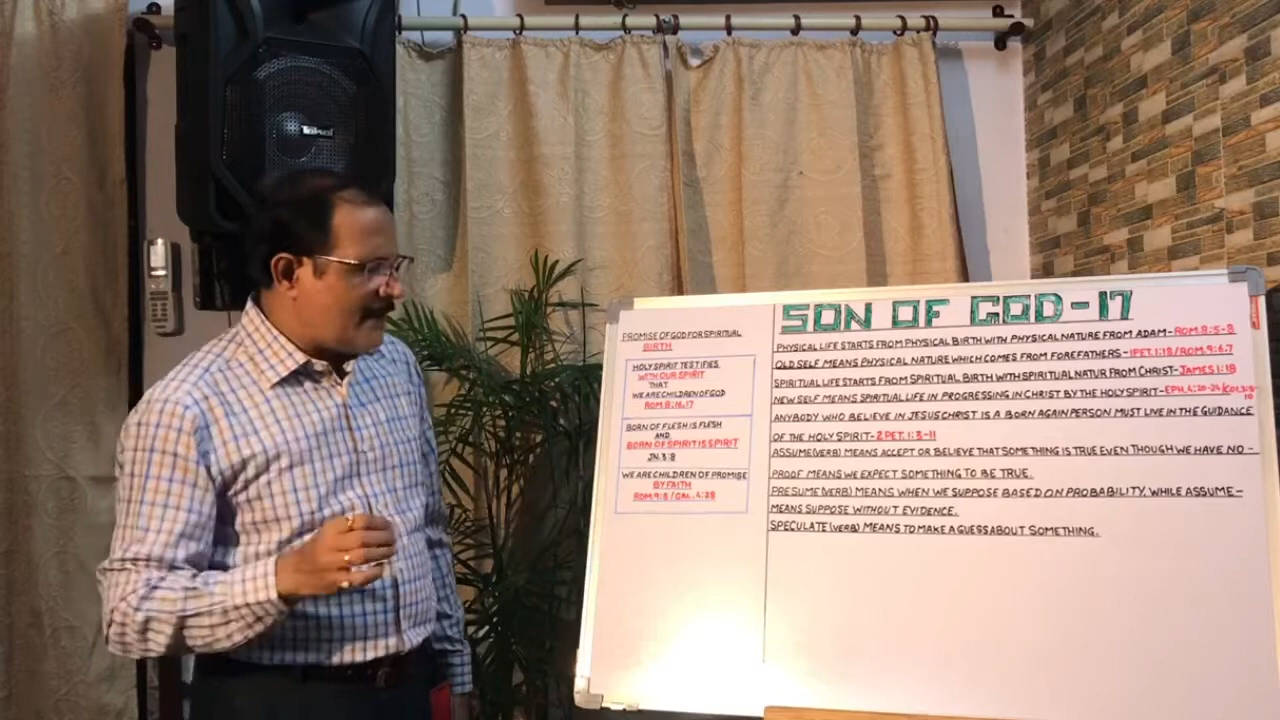 SON OF GOD-17
PROMISE OF GOD FOR SPIRITUAL
BIRTH
HOLY SPIRIT TESTIFIES
WITH OUR SPIRIT
THAT
WE ARE CHILDREN OF GOD
ROM.8:16,17
BORN OF FLESH IS FLESH
AND
BORN OF SPIRIT IS SPIRIT
JN.3:8
WE ARE CHILDREN OF PROMISE
BY FAITH
ROM.9:8/GAL.4:28
PHYSICAL LIFE STARTS FROM PHYSICAL BIRTH WITH PHYSICAL NATURE FROM ADAM-ROM.8:5-8
OLD SELF MEANS PHYSICAL NATURE WHICH COMES FROM FOREFATHERS-1PET.1:18/ROM.9:6,7
SPIRITUAL LIFE STARTS FROM SPIRITUAL BIRTH WITH SPIRITUAL NATUR FROM CHRIST-JAMES 1:18
NEW SELF MEANS SPIRITUAL LIFE IN PROGRESSING IN CHRIST BY THE HOLY SPIRIT-EPH.4:20-24/COL3:5-10
ANYBODY WHO BELIEVE IN JESUS CHRIST IS A BORN AGAIN PERSON MUST LIVE IN THE GUIDANCE
OF THE HOLY SPIRIT-2PET.1:3-11
ASSUME(VERB) MEANS ACCEPT OR BELIEVE THAT SOMETHING IS TRUE EVEN THOUGH WE HAVE NO-
PROOF MEANS WE EXPECT SOMETHING TO BE TRUE.
PRESUME(VERB) MEANS WHEN WE SUPPOSE BASED ON PROBABILITY, WHILE ASSUME-
MEANS SUPPOSE WITHOUT EVIDENCE.
SPECULATE(VERB) MEANS TO MAKE A GUESS ABOUT SOMETHING.